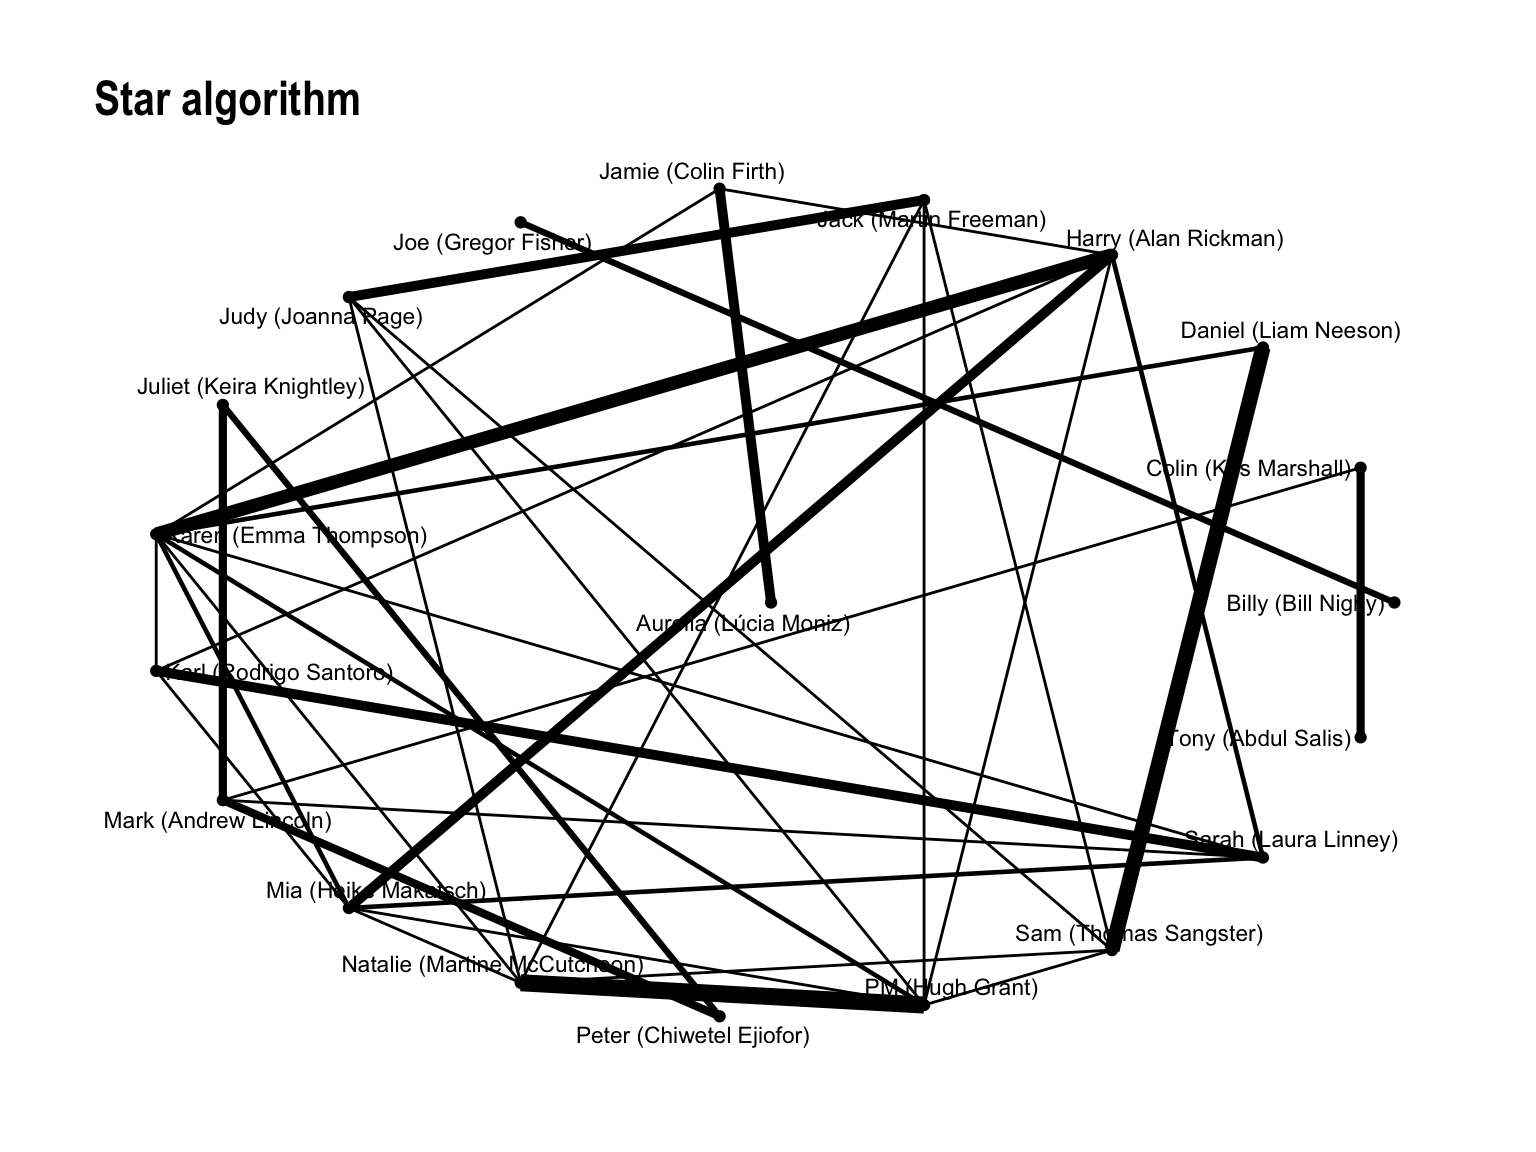 Star algorithm
Jamie (Colin Firth)
Jack (Martin Freeman)
Joe (Gregor Fisher)
Harry (Alan Rickman)
Judy (Joanna Page)
Daniel (Liam Neeson)
Juliet (Keira Knightley)
Colin (Kris Marshall)
Karen (Emma Thompson)
Billy (Bill Nighy)
Aurelia (Lúcia Moniz)
Karl (Rodrigo Santoro)
Tony (Abdul Salis)
Mark (Andrew Lincoln)
Sarah (Laura Linney)
Mia (Heike Makatsch)
Sam (Thomas Sangster)
Natalie (Martine McCutcheon)
PM (Hugh Grant)
Peter (Chiwetel Ejiofor)